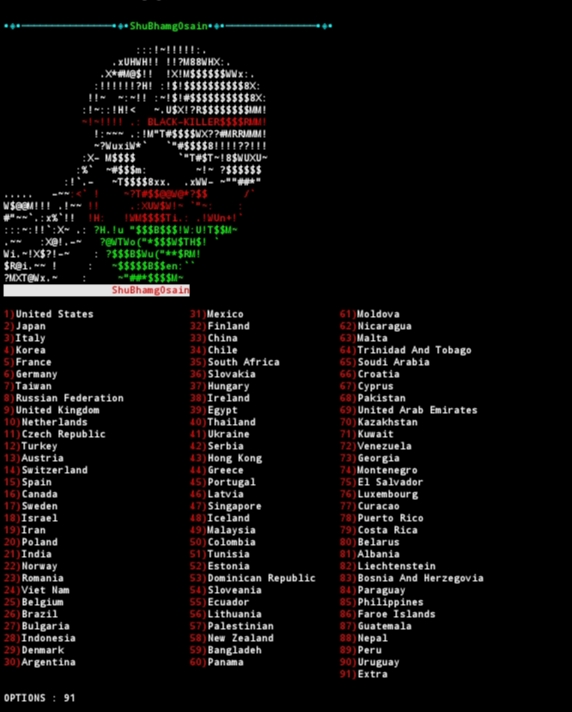 ShuBhamg0sain
BLACK-KILLER
ShuBhamg0sain
1)United States
2)Japan
3)Italy
4)Korea
5)France
6)Germany
7)Taiwan
8)Russian Federation
9)United Kingdom
10)Netherlands
11)Czech Republic
12)Turkey
13)Austria
14)Switzerland
15)Spain
16)Canada
17)Sweden
18)Israel
19)Iran
20)Poland
21)India
22)Norway
23)Romania
24)Viet Nam
25)Belgium
26)Brazil
27)Bulgaria
28)Indonesia
29)Denmark
30)Argentina
31)Mexico
32)Finland
33)China
34)Chile
35)South Africa
36)Slovakia
37)Hungary
38)Ireland
39)Egypt
40)Thailand
41)Ukraine
42)Serbia
43)Hong Kong
44)Greece
45)Portugal
46)Latvia
47)Singapore
48)Iceland
49)Malaysia
50)Colombia
51)Tunisia
52)Estonia
53)Dominican Republic
54)Sloveania
55)Ecuador
56)Lithuania
57)Palestinian
58)New Zealand
59)Bangladeh
60)Panama
61)Moldova
62)Nicaragua
63)Malta
64)Trinidad And Tobago
65)Soudi Arabia
66)Croatia
67)Cyprus
68)Pakistan
69)United Arab Emirates
70)Kazakhstan
71)Kuwait
72)Venezuela
73)Georgia
74)Montenegro
75)El Salvador
76)Luxembourg
77)Curacao
78)Puerto Rico
79)Costa Rica
80)Belarus
81)Albania
82)Liechtenstein
83)Bosnia And Herzegovia
84)Paraguay
85)Philippines
86)Faroe Islands
87)Guatemala
88)Nepal
89)Peru
90)Uruguay
91)Extra
OPTIONS : 91